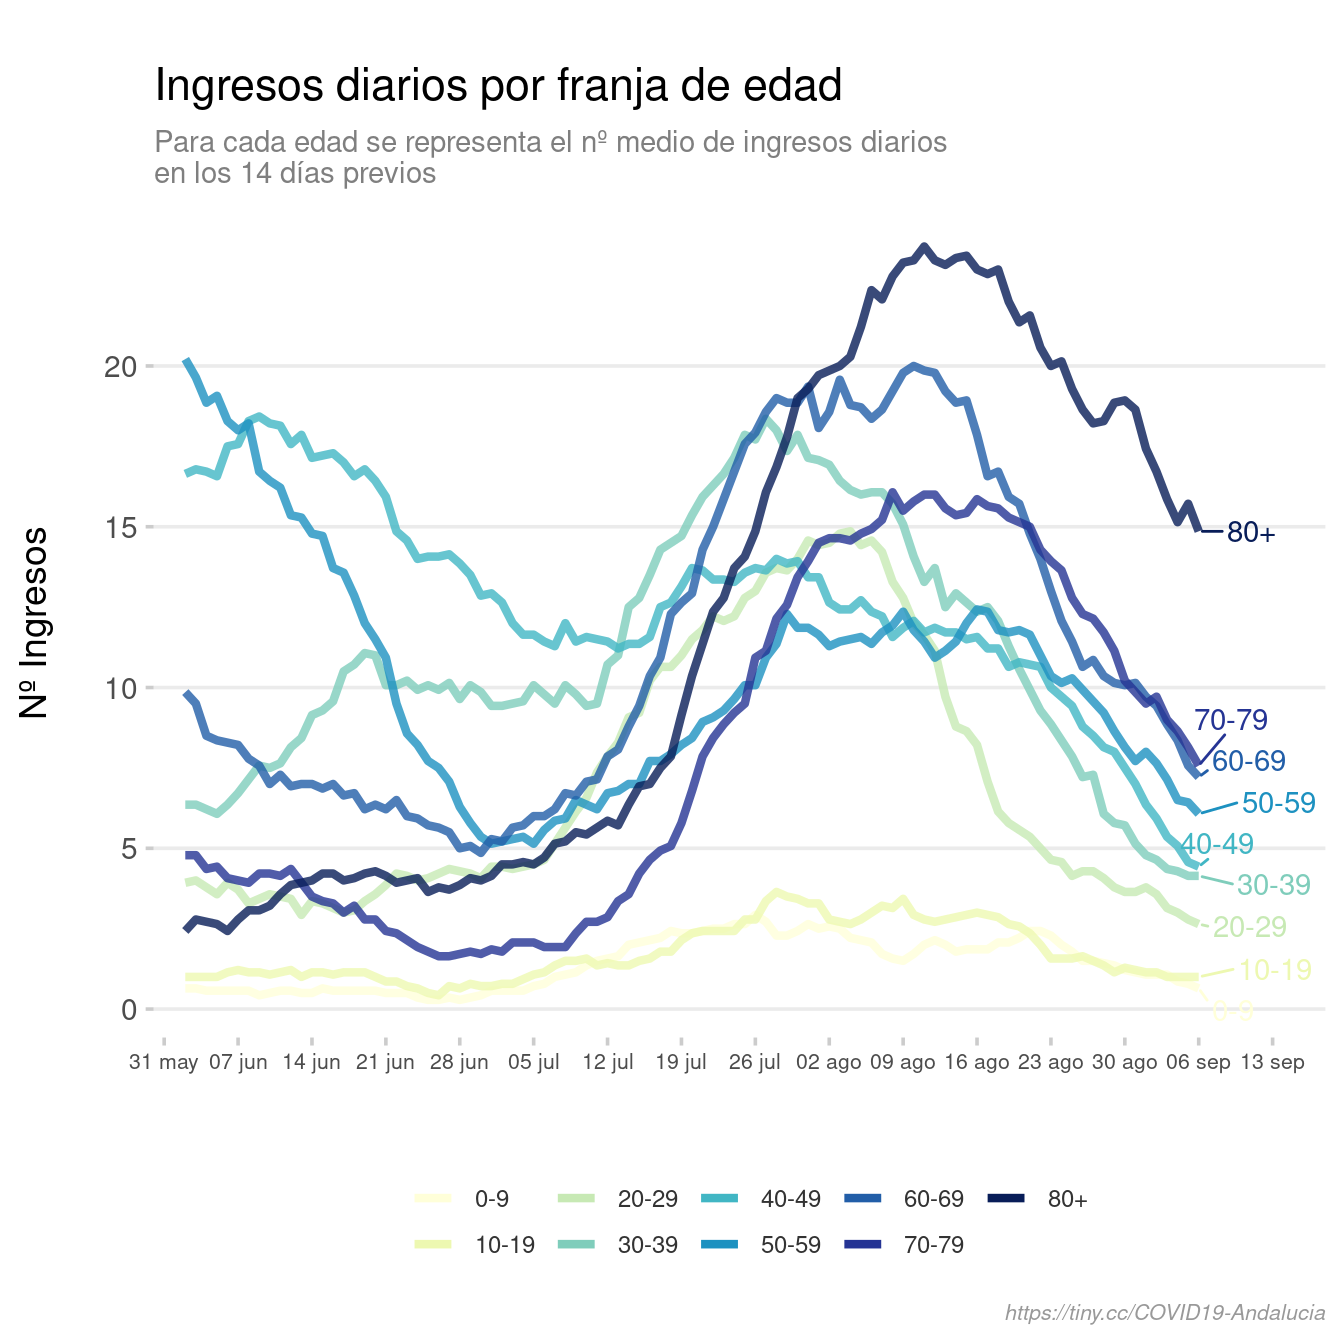 Ingresos diarios por franja de edad
Para cada edad se representa el nº medio de ingresos diarios
en los 14 días previos
Nº Ingresos
20
15
10
5
0
80+
70-79
60-69
50-59
40-49
30-39
20-29
10-19
0-9
31 may 07 jun 14 jun 21 jun 28 jun 05 jul 12 jul 19 jul 26 jul 02 ago 09 ago 16 ago 23 ago 30 ago 06 sep 13 sep
0-9 20-29 40-49 60-69 80+
10-19 30-39 50-59 70-79
https://tiny.cc/COVID19-Andalucia